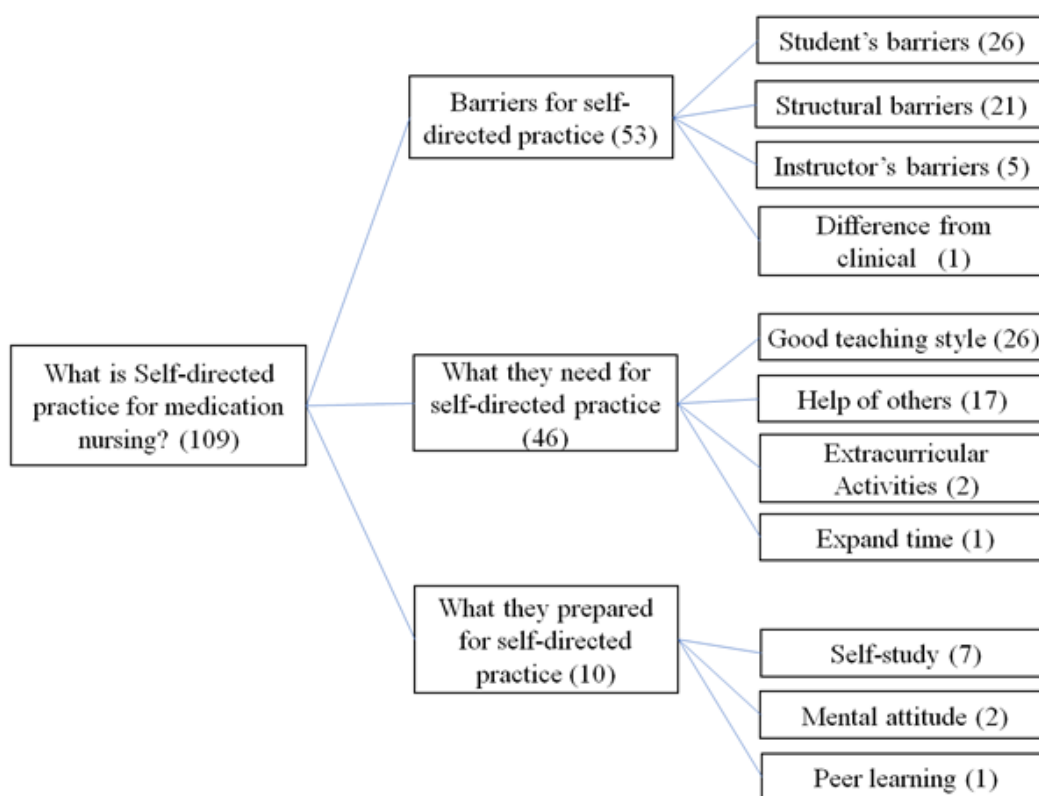 What is Self-directed
practice for medication
nursing? (109)
Barriers for self-
directed practice (53)
Student’s barriers (26)
Structural barriers (21)
Instructor’s barriers (5)
Difference from
clinical (1)
What they need for
self-directed practice
(46)
Good teaching style (26)
Help of others (17)
Extracurricular
Activities (2)
Expand time (1)
What they prepared
for self-directed
practice (10)
Self-study (7)
Mental attitude (2)
Peer learning (1)